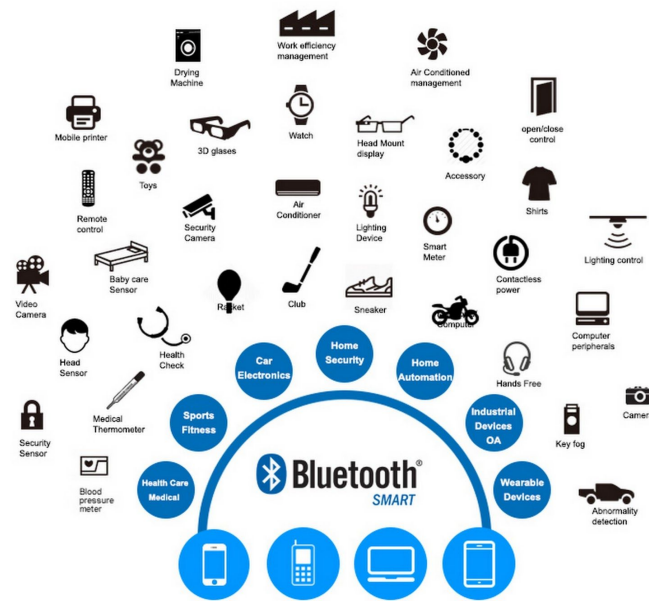 Work efficiency
management
Drying
Machine
Air Conditioned
management
Mobile printer
3D glases
Watch
Head Mount
display
open/close
control
Toys
Accessory
Remote
control
Security
Camera
Air
Conditioner
Lighting
Device
Smart
Meter
Shirts
Lighting control
Baby care
Sensor
Contactless
power
Video
Camera
Racket
Club
Sneaker
Computer
Computer
peripherals
Head
Sensor
Health
Check
Car
Electronics
Home
Security
Home
Automation
Hands Free
Medical
Thermometer
Sports
Fitness
Industrial
Devices
OA
Key fog
Camer
Security
Sensor
Blood
pressure
meter
Health Care
Medical
Bluetooth®
SMART
Wearable
Devices
Abnormality
detection